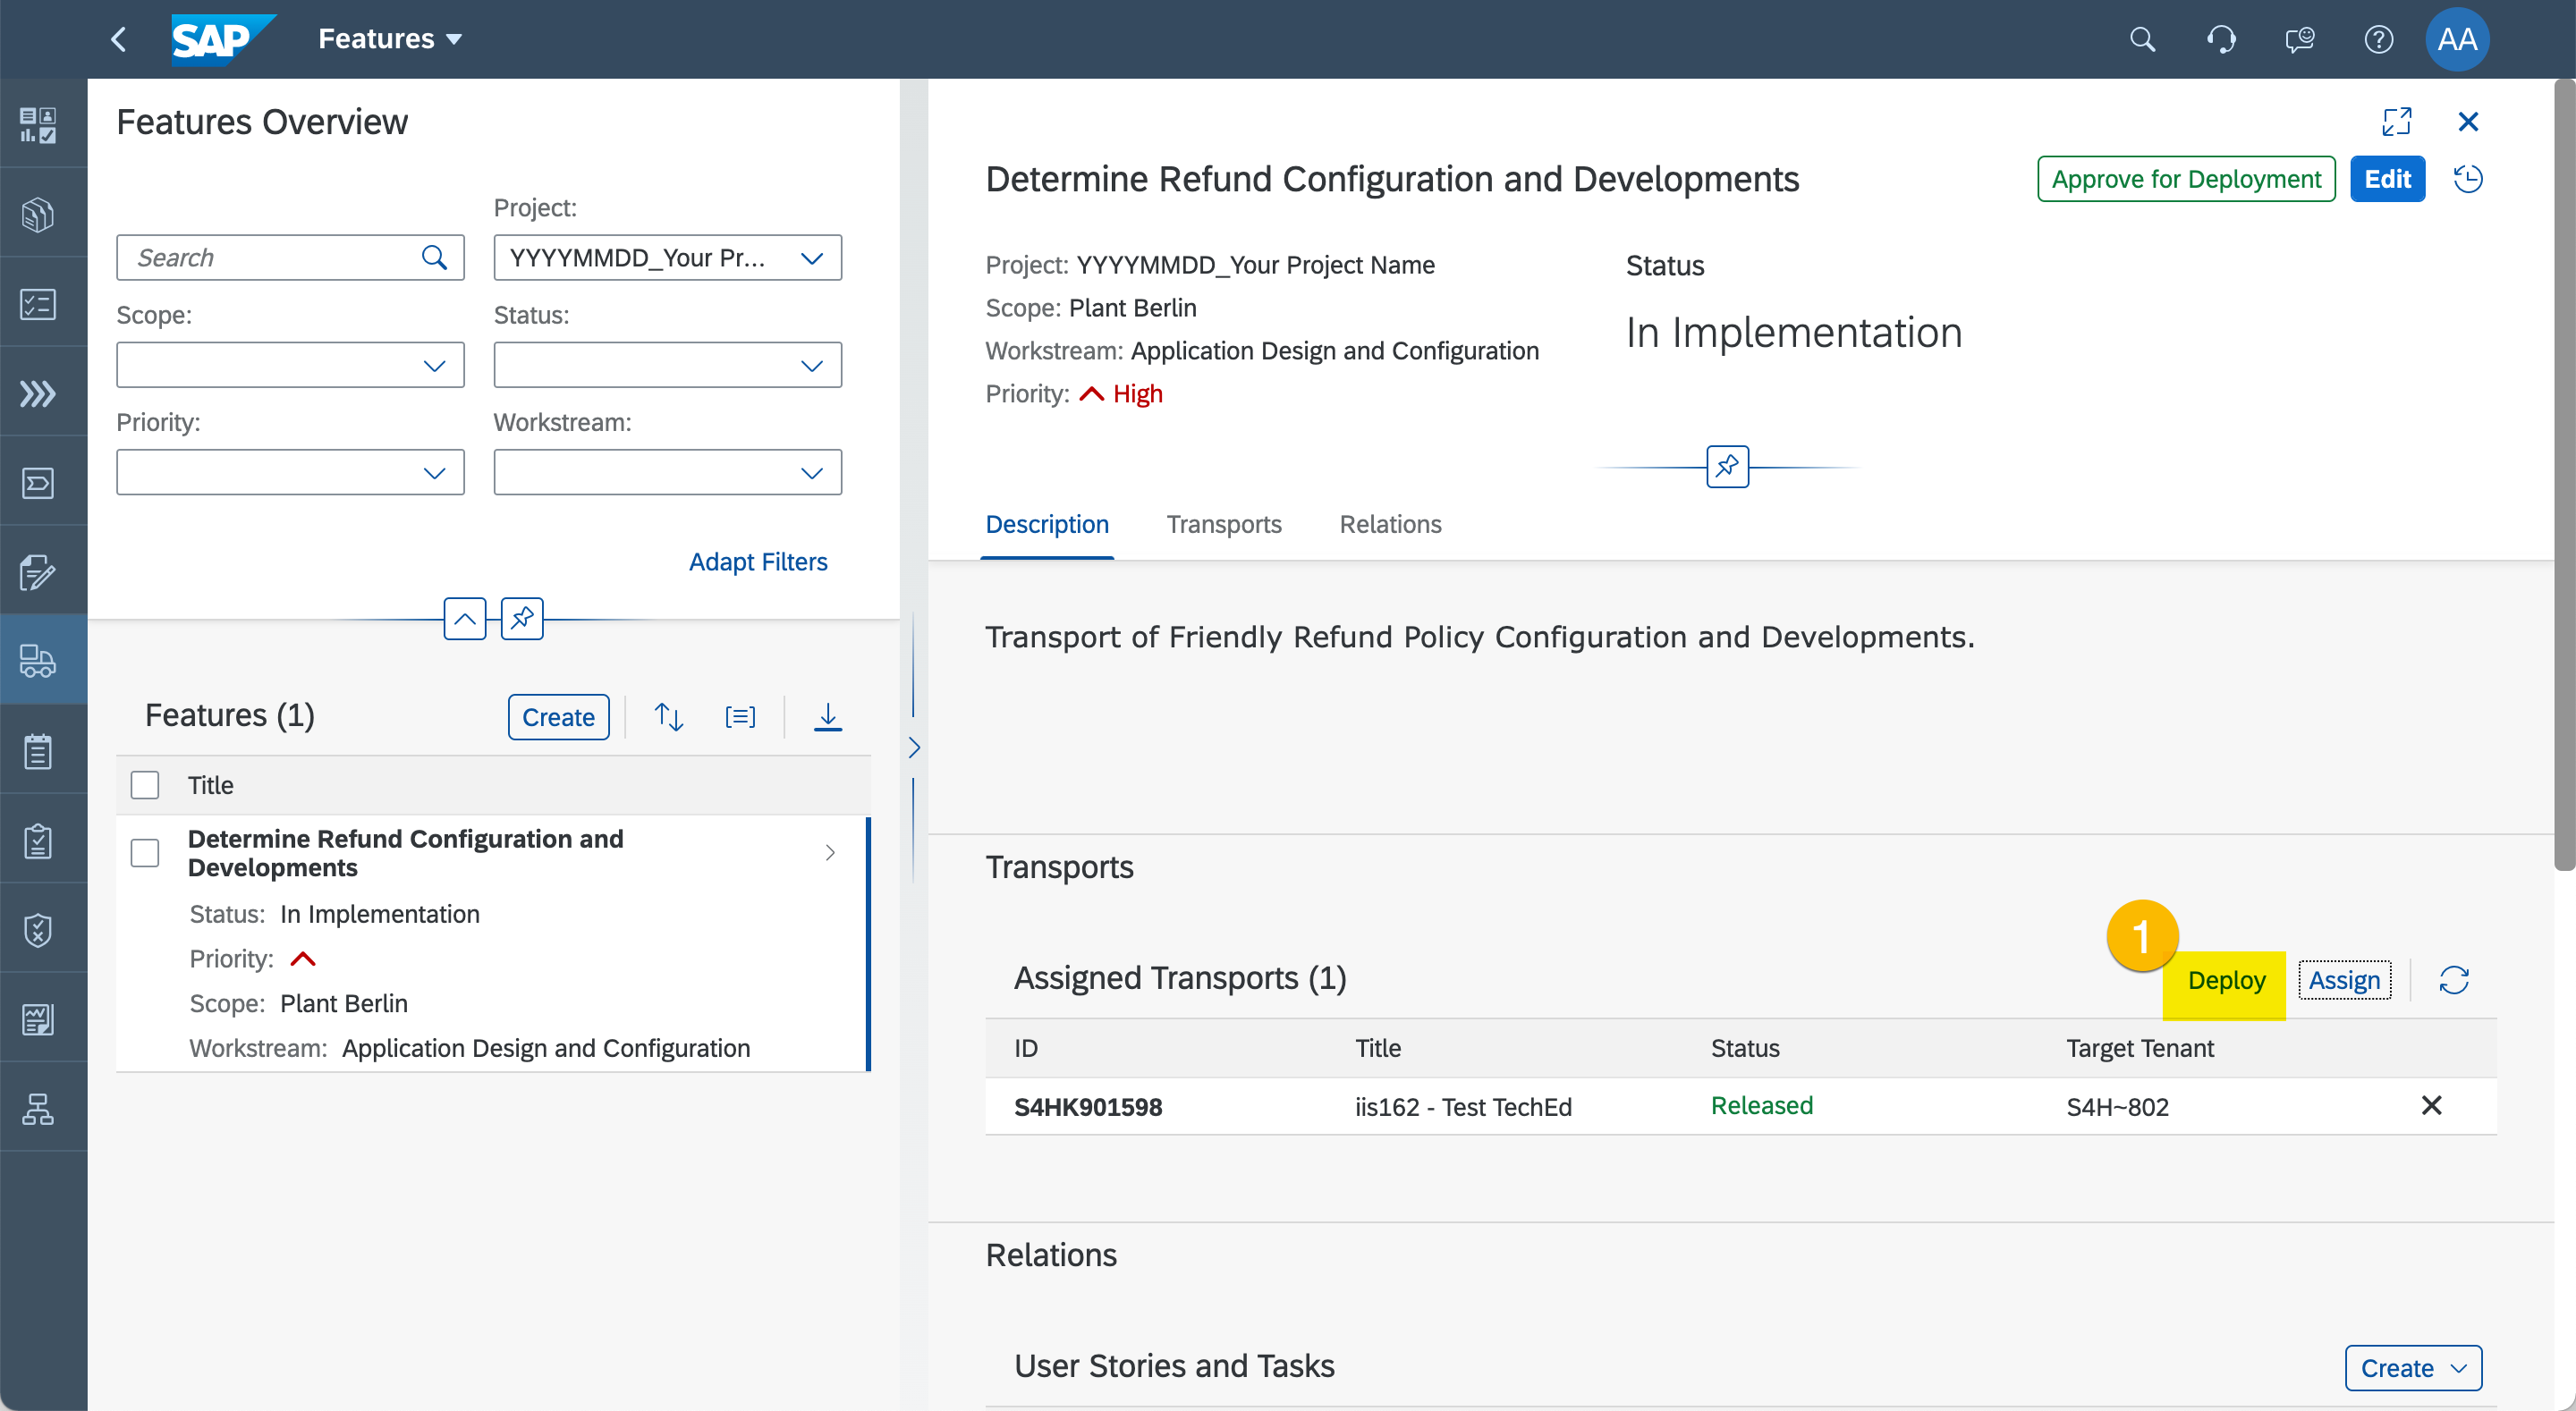 SAP
Features
AA
Features Overview
Project:
Search
YYYYMMDD_Your Pr...
Scope:
Status:
Priority:
Workstream:
Adapt Filters
Features (1)
Create
Title
Determine Refund Configuration and
Developments
Status: In Implementation
Priority:
Scope: Plant Berlin
Workstream: Application Design and Configuration
Determine Refund Configuration and Developments
Approve for Deployment
Edit
Project: YYYYMMDD_Your Project Name
Scope: Plant Berlin
Workstream: Application Design and Configuration
Priority: High
Status
In Implementation
Description
Transports
Relations
Transport of Friendly Refund Policy Configuration and Developments.
Transports
1
Assigned Transports (1)
Deploy
Assign
ID
Title
Status
Target Tenant
S4HK901598
iis162 - Test TechEd
Released
S4H~802
Relations
User Stories and Tasks
Create